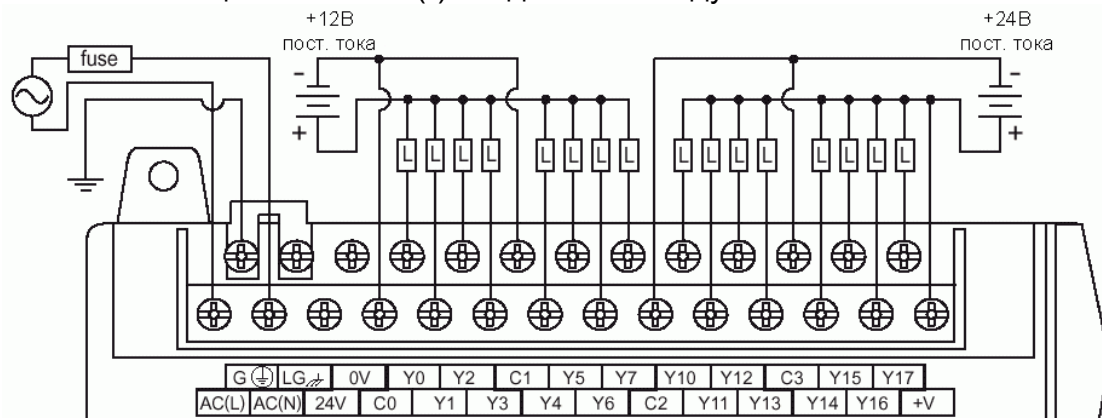 +12В
пост. тока
+24В
пост. тока
fuse
-
+
-
+
L L L L L L L L L L L L L L L L
G LG 0V Y0 Y2 C1 Y5 Y7 Y10 Y12 C3 Y15 Y17
AC(L) AC(N) 24V C0 Y1 Y3 Y4 Y6 C2 Y11 Y13 Y14 Y16 +V